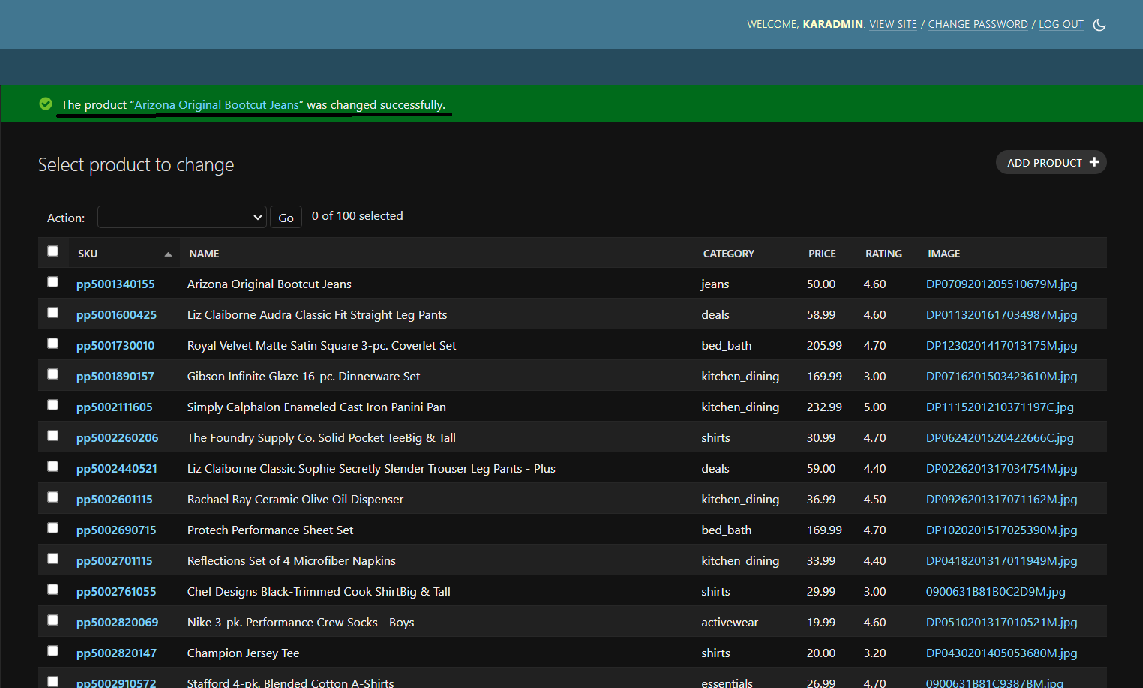 WELCOME, KARADMIN. VIEW SITE / CHANGE PASSWORD / LOG OUT
The product “Arizona Original Bootcut Jeans” was changed successfully.
Select product to change
ADD PRODUCT +
Action: Go 0 of 100 selected
SKU NAME CATEGORY PRICE RATING IMAGE
pp5001340155 Arizona Original Bootcut Jeans jeans 50.00 4.60 DP0709201205510679M.jpg
pp5001600425 Liz Claiborne Audra Classic Fit Straight Leg Pants deals 58.99 4.60 DP0113201617034987M.jpg
pp5001730010 Royal Velvet Matte Satin Square 3-pc. Coverlet Set bed_bath 205.99 4.70 DP1230201417013175M.jpg
pp5001890157 Gibson Infinite Glaze 16-pc. Dinnerware Set kitchen_dining 169.99 3.00 DP0716201503423610M.jpg
pp5002111605 Simply Calphalon Enameled Cast Iron Panini Pan kitchen_dining 232.99 5.00 DP1115201210371197C.jpg
pp5002260206 The Foundry Supply Co. Solid Pocket TeeBig & Tall shirts 30.99 4.70 DP0624201520422666C.jpg
pp5002440521 Liz Claiborne Classic Sophie Secretly Slender Trouser Leg Pants - Plus deals 59.00 4.40 DP0226201317034754M.jpg
pp5002601115 Rachael Ray Ceramic Olive Oil Dispenser kitchen_dining 36.99 4.50 DP0926201317071162M.jpg
pp5002690715 Protech Performance Sheet Set bed_bath 169.99 4.70 DP1020201517025390M.jpg
pp5002701115 Reflections Set of 4 Microfiber Napkins kitchen_dining 33.99 4.40 DP0418201317011949M.jpg
pp5002761055 Chef Designs Black-Trimmed Cook ShirtBig & Tall shirts 29.99 3.00 0900631B81B0C2D9M.jpg
pp5002820069 Nike 3-pk. Performance Crew Socks - Boys activewear 19.99 4.60 DP0510201317010521M.jpg
pp5002820147 Champion Jersey Tee shirts 20.00 3.20 DP0430201405053680M.jpg
pp5002910572 Stafford 4-pk. Blended Cotton A-Shirts essentials 26.99 4.70 0900631B81C9387BM.jpg